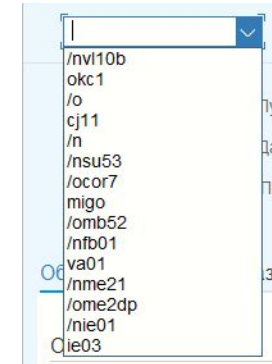 /nvl10b
okc1
/o
cj11
/n
/nsu53
/ocor7
migo
/omb52
/nfb01
va01
/nme21
/ome2dp
/nie01
ie03